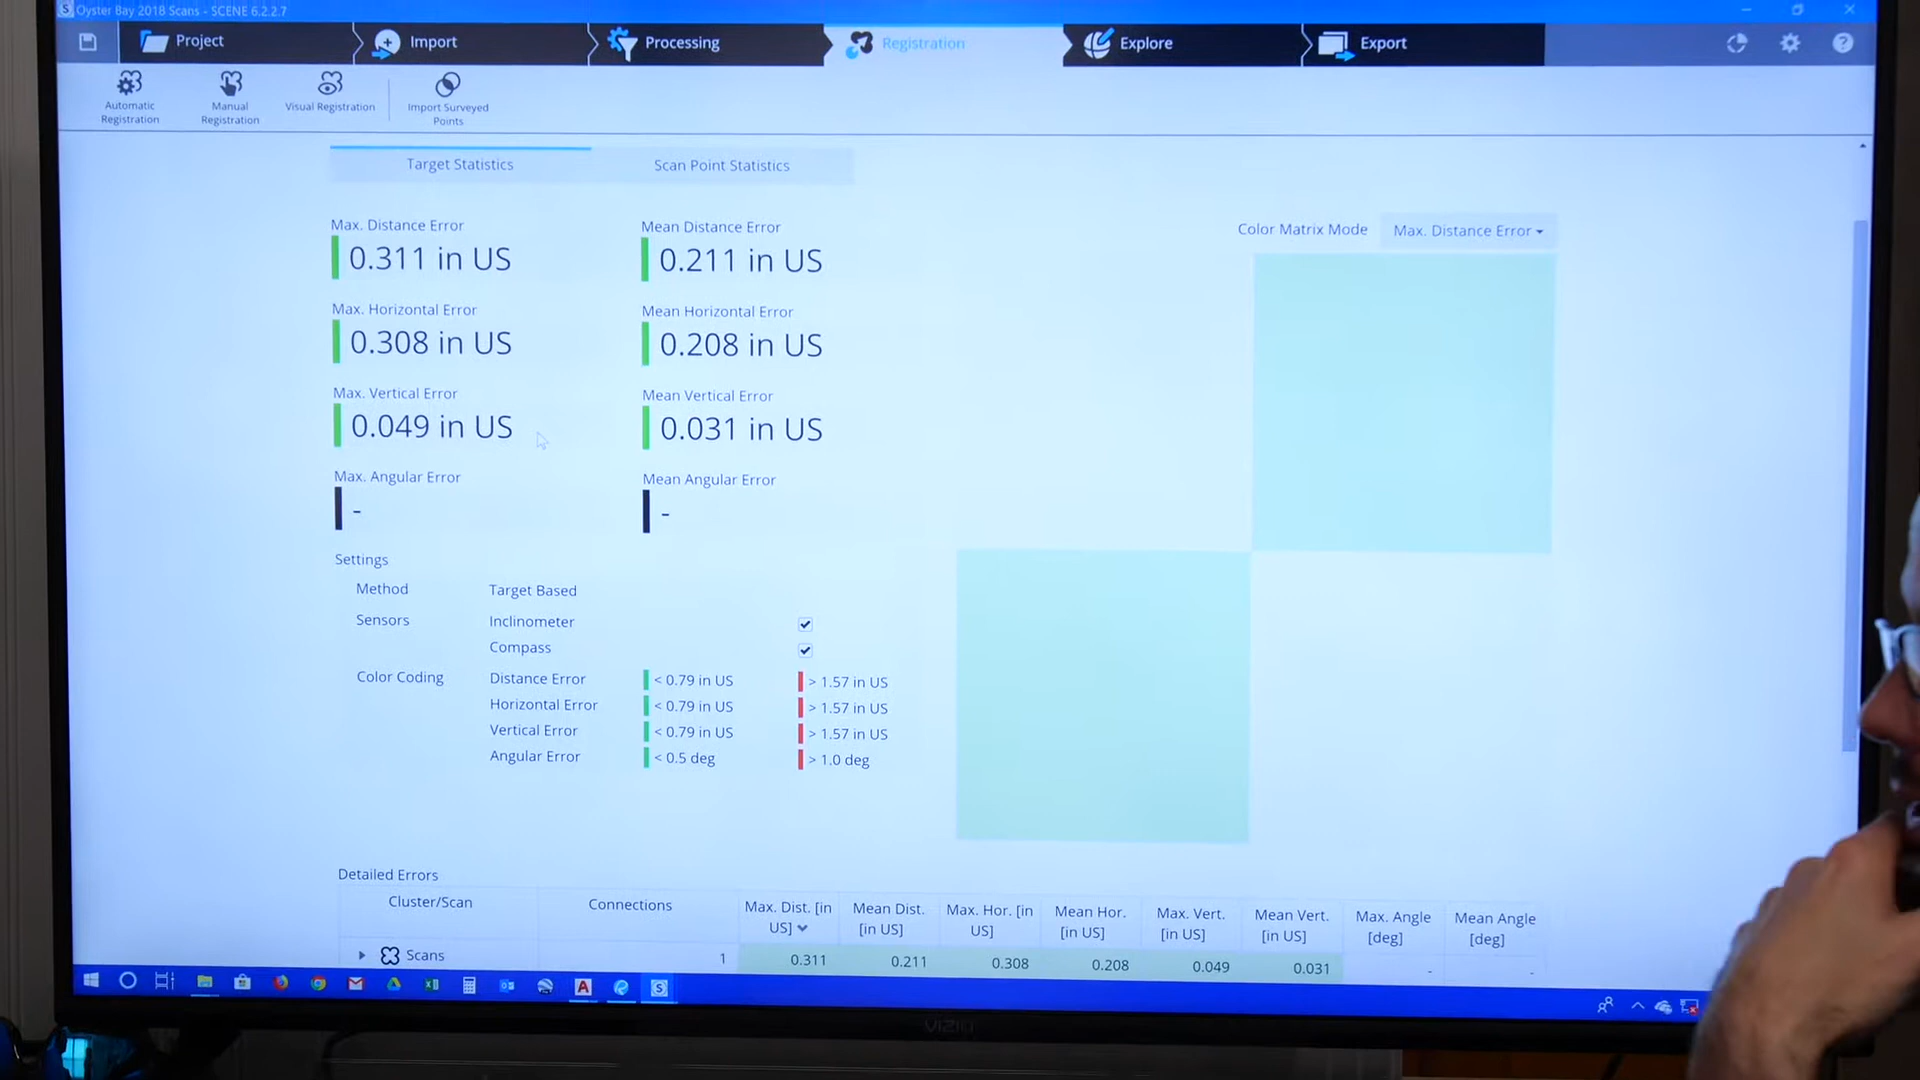 Oyster Bay 2018 Scans - SCENE 6.2.2.7
Project
Import
Processing
Registration
Explore
Export
Automatic
Registration
Manual
Registration
Visual Registration
Import Surveyed
Points
Target Statistics
Scan Point Statistics
Max. Distance Error
0.311 in US
Mean Distance Error
0.211 in US
Color Matrix Mode
Max. Distance Error
Max. Horizontal Error
0.308 in US
Mean Horizontal Error
0.208 in US
Max. Vertical Error
0.049 in US
Mean Vertical Error
0.031 in US
Max. Angular Error
-
Mean Angular Error
-
Settings
Method Target Based
Sensors Inclinometer
Compass
Color Coding Distance Error < 0.79 in US > 1.57 in US
Horizontal Error < 0.79 in US > 1.57 in US
Vertical Error < 0.79 in US > 1.57 in US
Angular Error < 0.5 deg > 1.0 deg
Detailed Errors
Cluster/Scan
Connections
Max. Dist. [in
US]
Mean Dist.
[in US]
Max. Hor. [in
US]
Mean Hor.
[in US]
Max. Vert.
[in US]
Mean Vert.
[in US]
Max. Angle
[deg]
Mean Angle
[deg]
Scans 1 0.311 0.211 0.308 0.208 0.049 0.031 - -
VIZIO